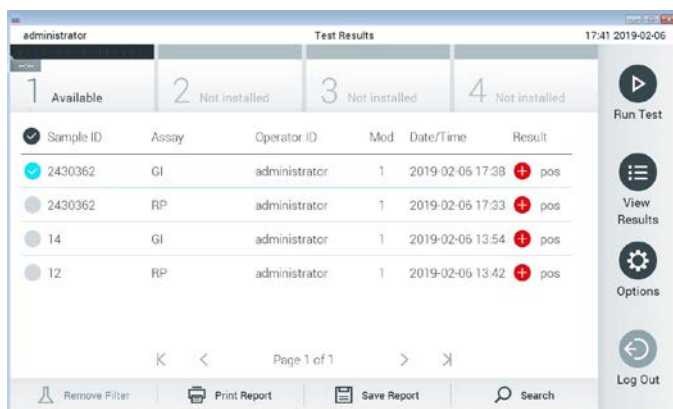 administrator Test Results 17:41 2019-02-06
1 Available 2 Not installed 3 Not installed 4 Not installed
Run Test
Sample ID Assay Operator ID Mod Date/Time Result
2430362 GI administrator 1 2019-02-06 17:38 pos
2430362 RP administrator 1 2019-02-06 17:33 pos
View
Results
14 GI administrator 1 2019-02-06 13:54 pos
12 RP administrator 1 2019-02-06 13:42 pos
Options
Page 1 of 1
Log Out
Remove Filter Print Report Save Report Search